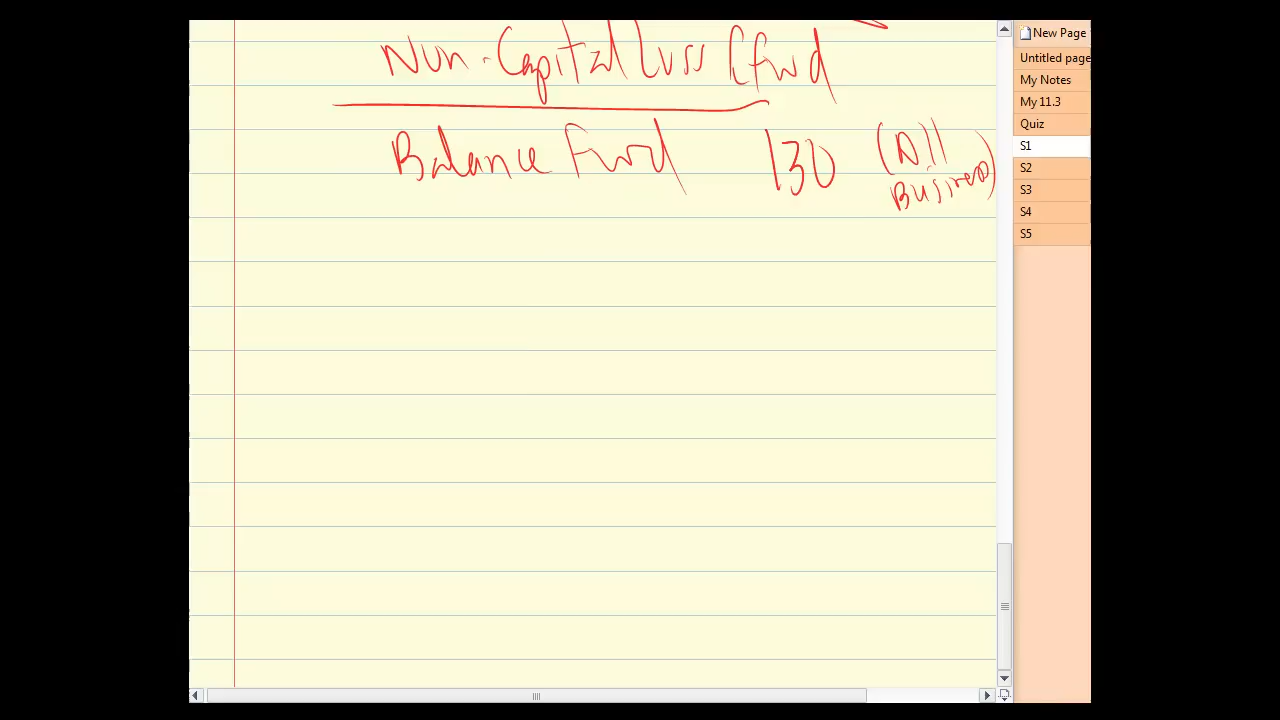 Non-Capital Loss Cfwd
Balance Fwd 130 (All
Business)
New Page
Untitled page
My Notes
My 11.3
Quiz
S1
S2
S3
S4
S5